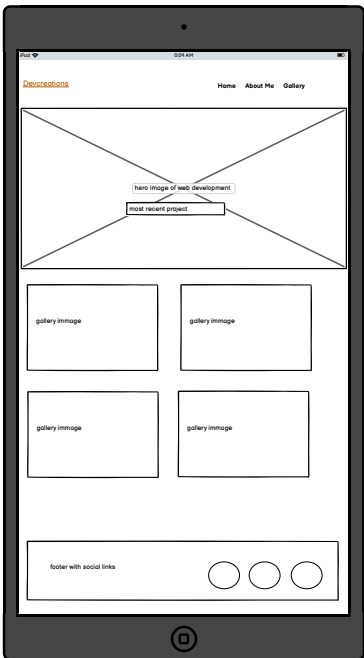 iPad
0:09 AM
Devcreations
Home About Me Gallery
hero image of web development
most recent project
gallery immage
gallery immage
gallery immage
gallery immage
footer with social links